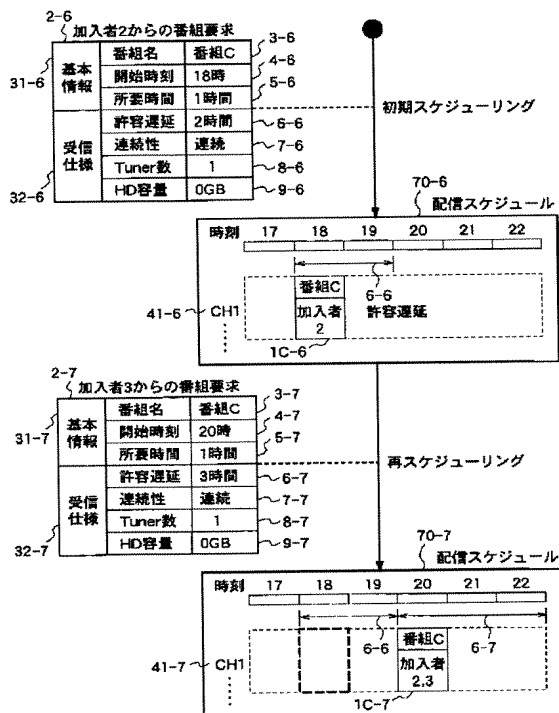 2-6
加入者2からの番組要求
31-6
基本情報
番組名 番組C 3-6
開始時刻 18時 4-6
所要時間 1時間 5-6
初期スケジューリング
32-6
受信仕様
許容遅延 2時間 6-6
連続性 連続 7-6
Tuner数 1 8-6
HD容量 0GB 9-6
70-6
配信スケジュール
時刻 17 18 19 20 21 22
41-6 CH1
番組C
加入者
2
6-6
許容遅延
1C-6
2-7
加入者3からの番組要求
31-7
基本情報
番組名 番組C 3-7
開始時刻 20時 4-7
所要時間 1時間 5-7
再スケジューリング
32-7
受信仕様
許容遅延 3時間 6-7
連続性 連続 7-7
Tuner数 1 8-7
HD容量 0GB 9-7
70-7
配信スケジュール
時刻 17 18 19 20 21 22
41-7 CH1
6-6
番組C
加入者
2,3
6-7
1C-7